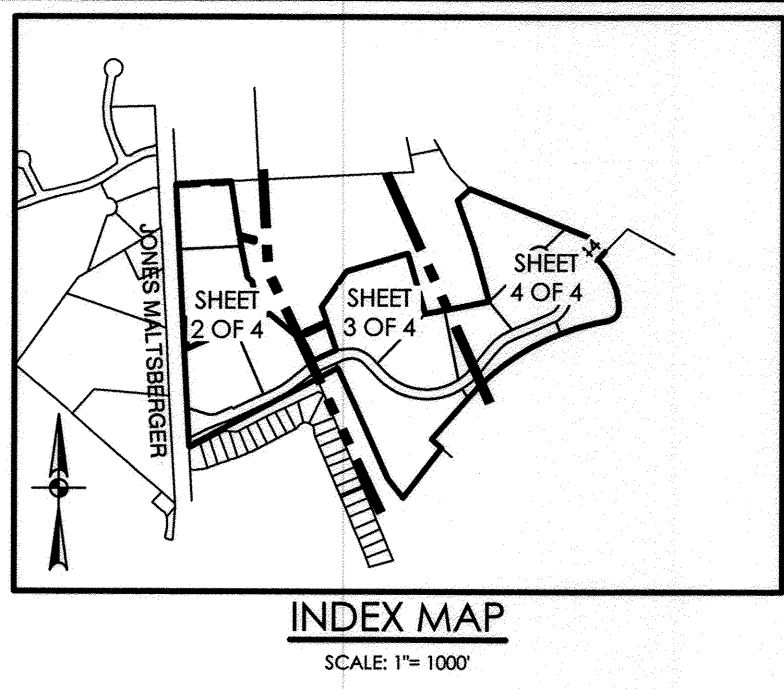 JONES MALTSBERGER
SHEET
2 OF 4
SHEET
3 OF 4
SHEET
4 OF 4
14
INDEX MAP
SCALE: 1"= 1000'